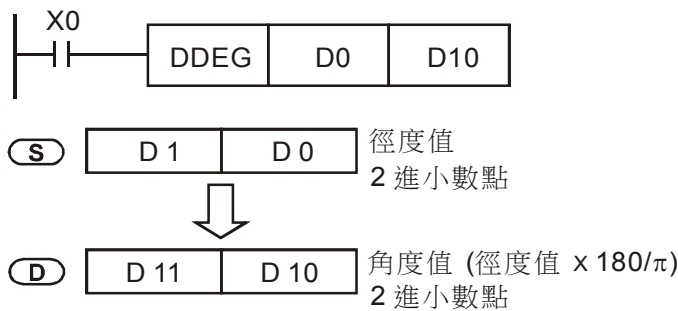 X0
DDEG D0 D10
S D 1 D 0 徑度值
2 進小數點
D D 11 D 10 角度值 (徑度值 x 180/π)
2 進小數點